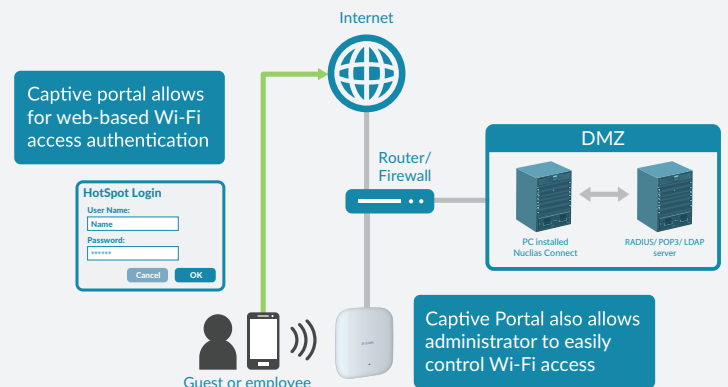 Internet
Captive portal allows
for web-based Wi-Fi
access authentication
HotSpot Login
User Name:
Name
Password:
******
Cancel
OK
Router/
Firewall
DMZ
PC installed
Nuclias Connect
RADIUS/ POP3/ LDAP
server
Captive Portal also allows
administrator to easily
control Wi-Fi access
Guest or employee